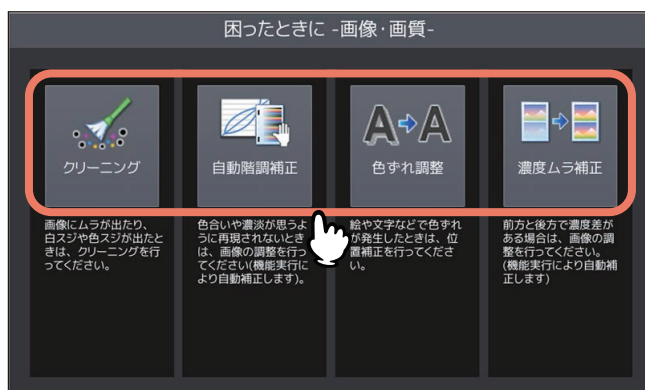 困ったときに -画像・画質-
クリーニング
自動階調補正
色ずれ調整
濃度ムラ補正
画像にムラが出たり、
白スジや色スジが出たと
きは、クリーニングを行
ってください。
色合いや濃淡が思うよ
うに再現されないとき
は、画像の調整を行っ
てください(機能実行に
より自動補正します)。
絵や文字などで色ずれ
が発生したときは、位
置補正を行ってくださ
い。
前方と後方で濃度差が
ある場合は、画像の調
整を行ってください。
(機能実行により自動補
正します)